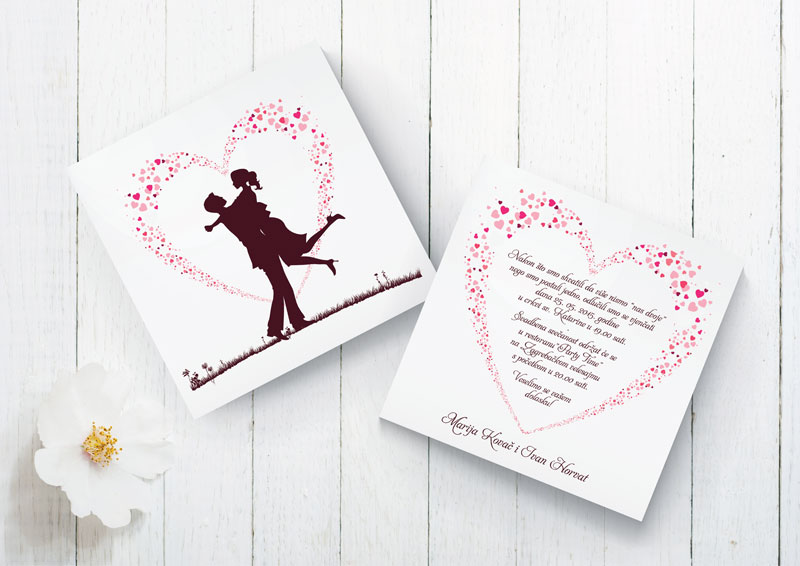 Nakon što smo shvatili da više nismo "nas dvoje"
nego smo postali jedno, odlučili smo se vjenčati
dana 25. 05. 2015. godine
u crkvi sv. Katarine u 19.00 sati.
Svadbena svečanost održat će se
u restoranu "Party Time"
na Zagrebačkom velesajmu
s početkom u 20.00 sati.
Veselimo se vašem
dolasku!
Marija Kovač i Ivan Horvat